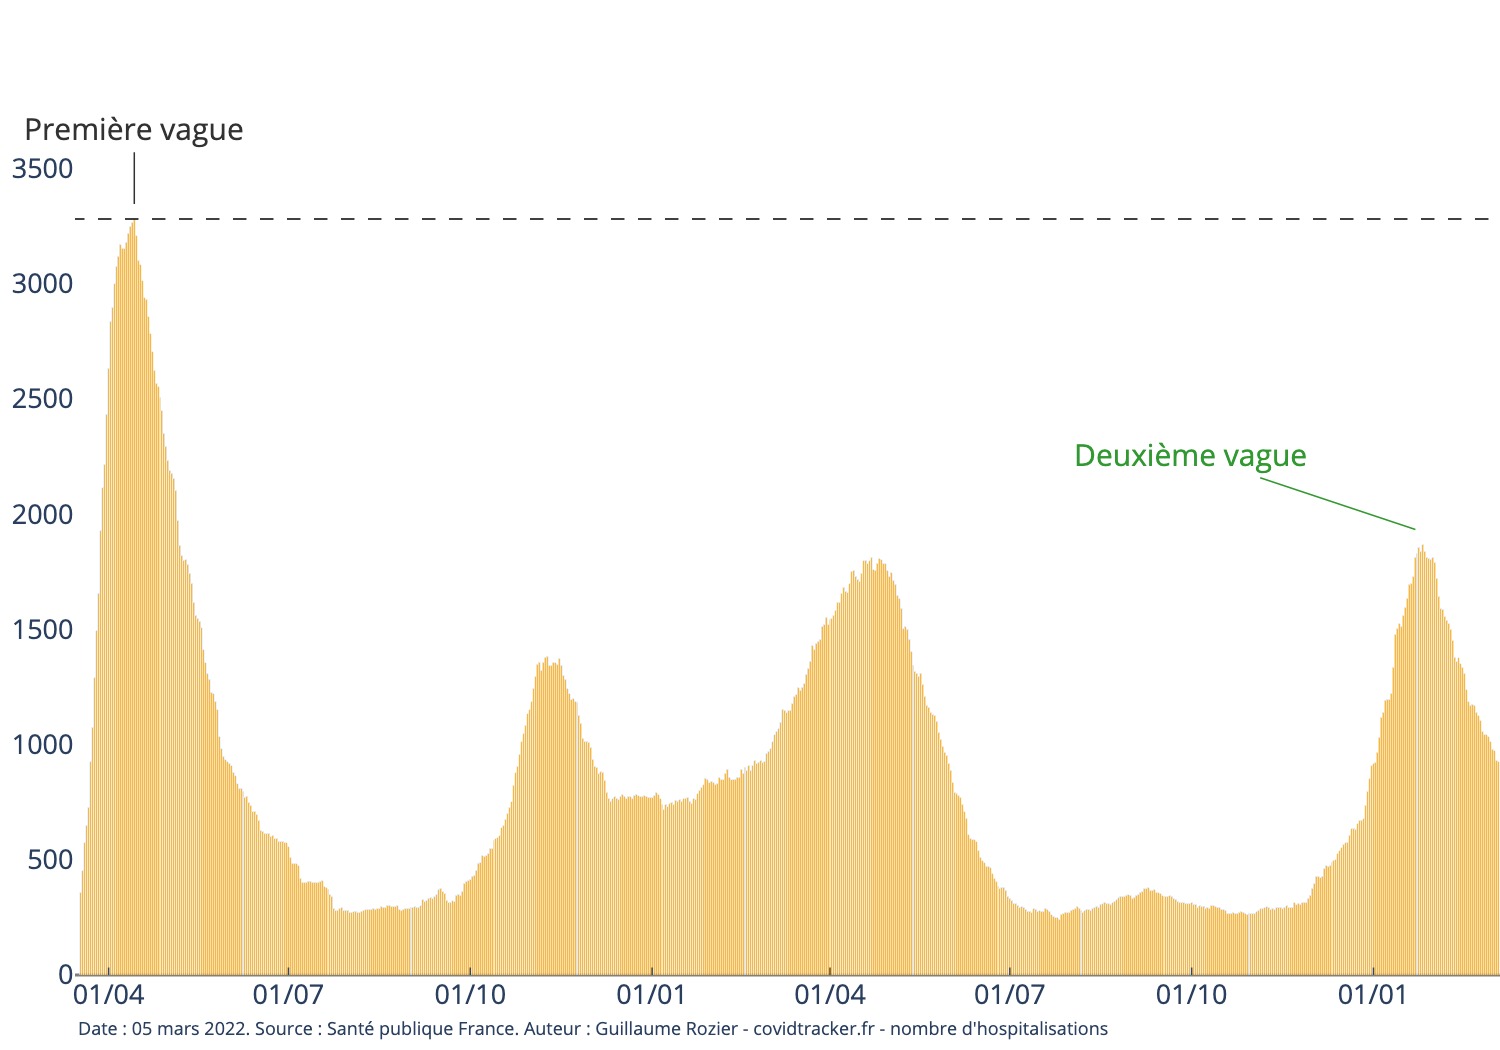 Première vague
3500
3000
2500
Deuxième vague
2000
1500
1000
500
0
01/04 01/07 01/10 01/01 01/04 01/07 01/10 01/01
Date : 05 mars 2022. Source : Santé publique France. Auteur : Guillaume Rozier - covidtracker.fr - nombre d'hospitalisations